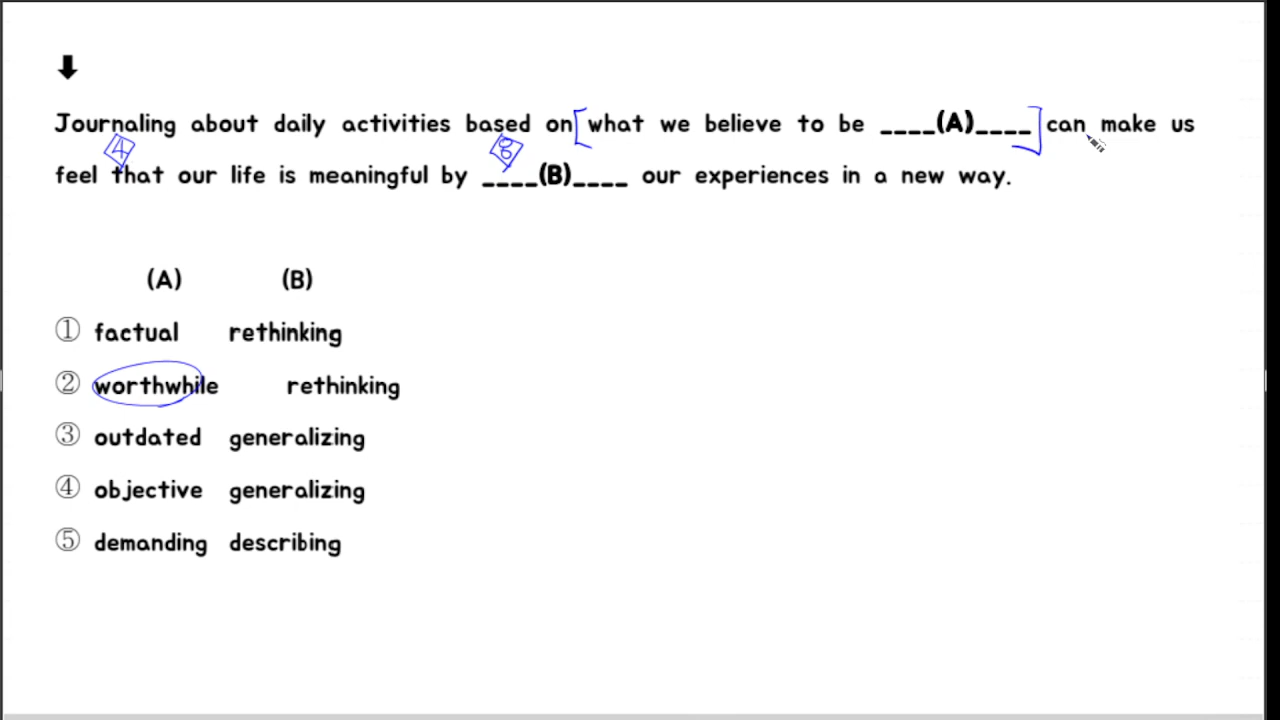 Journaling about daily activities based on what we believe to be ____(A)____ can make us
4 8
feel that our life is meaningful by ____(B)____ our experiences in a new way.
(A) (B)
① factual rethinking
② worthwhile rethinking
③ outdated generalizing
④ objective generalizing
⑤ demanding describing